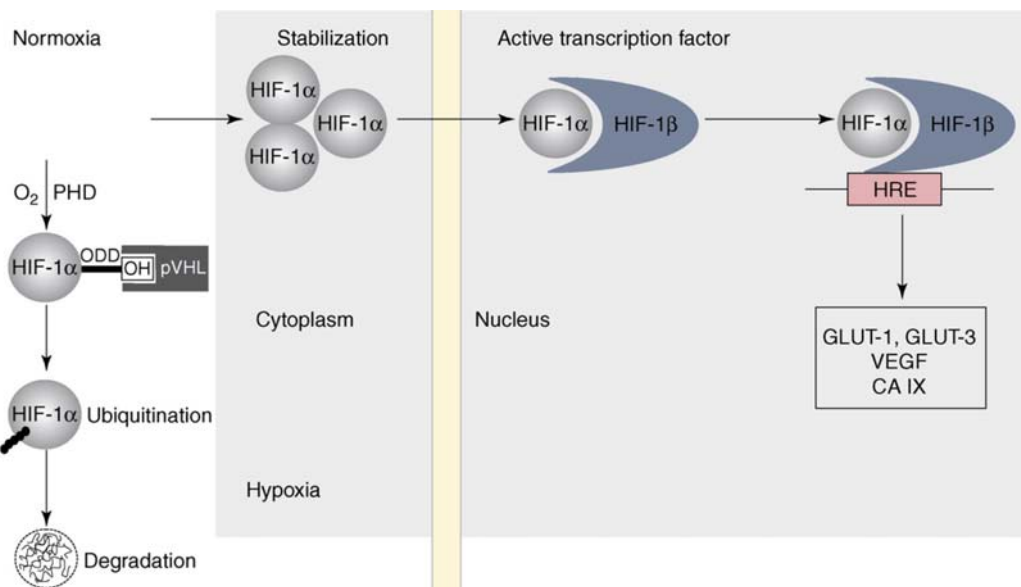 Normoxia
Stabilization
Active transcription factor
HIF-1α
HIF-1α
HIF-1α
HIF-1α
HIF-1β
HIF-1α
HIF-1β
HRE
O₂ PHD
HIF-1α
ODD
OH
pVHL
Cytoplasm
Nucleus
GLUT-1, GLUT-3
VEGF
CA IX
HIF-1α
Ubiquitination
Hypoxia
Degradation